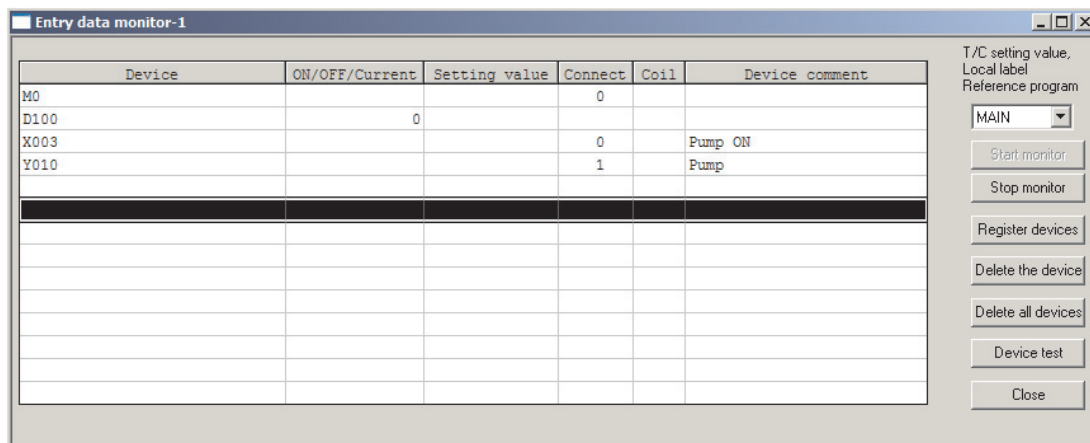 Entry data monitor-1
Device ON/OFF/Current Setting value Connect Coil Device comment
M0 0
D100 0
X003 0 Pump ON
Y010 1 Pump
T/C setting value,
Local label
Reference program
MAIN
Start monitor
Stop monitor
Register devices
Delete the device
Delete all devices
Device test
Close